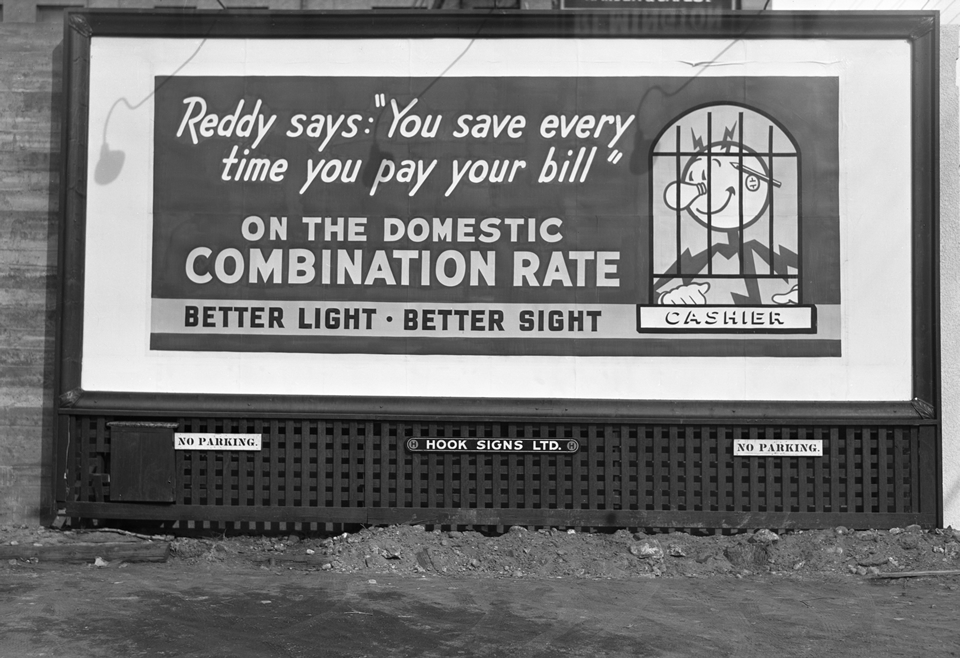 Reddy says: "You save every
time you pay your bill"
ON THE DOMESTIC
COMBINATION RATE
BETTER LIGHT · BETTER SIGHT
CASHIER
NO PARKING.
HOOK SIGNS LTD.
NO PARKING.